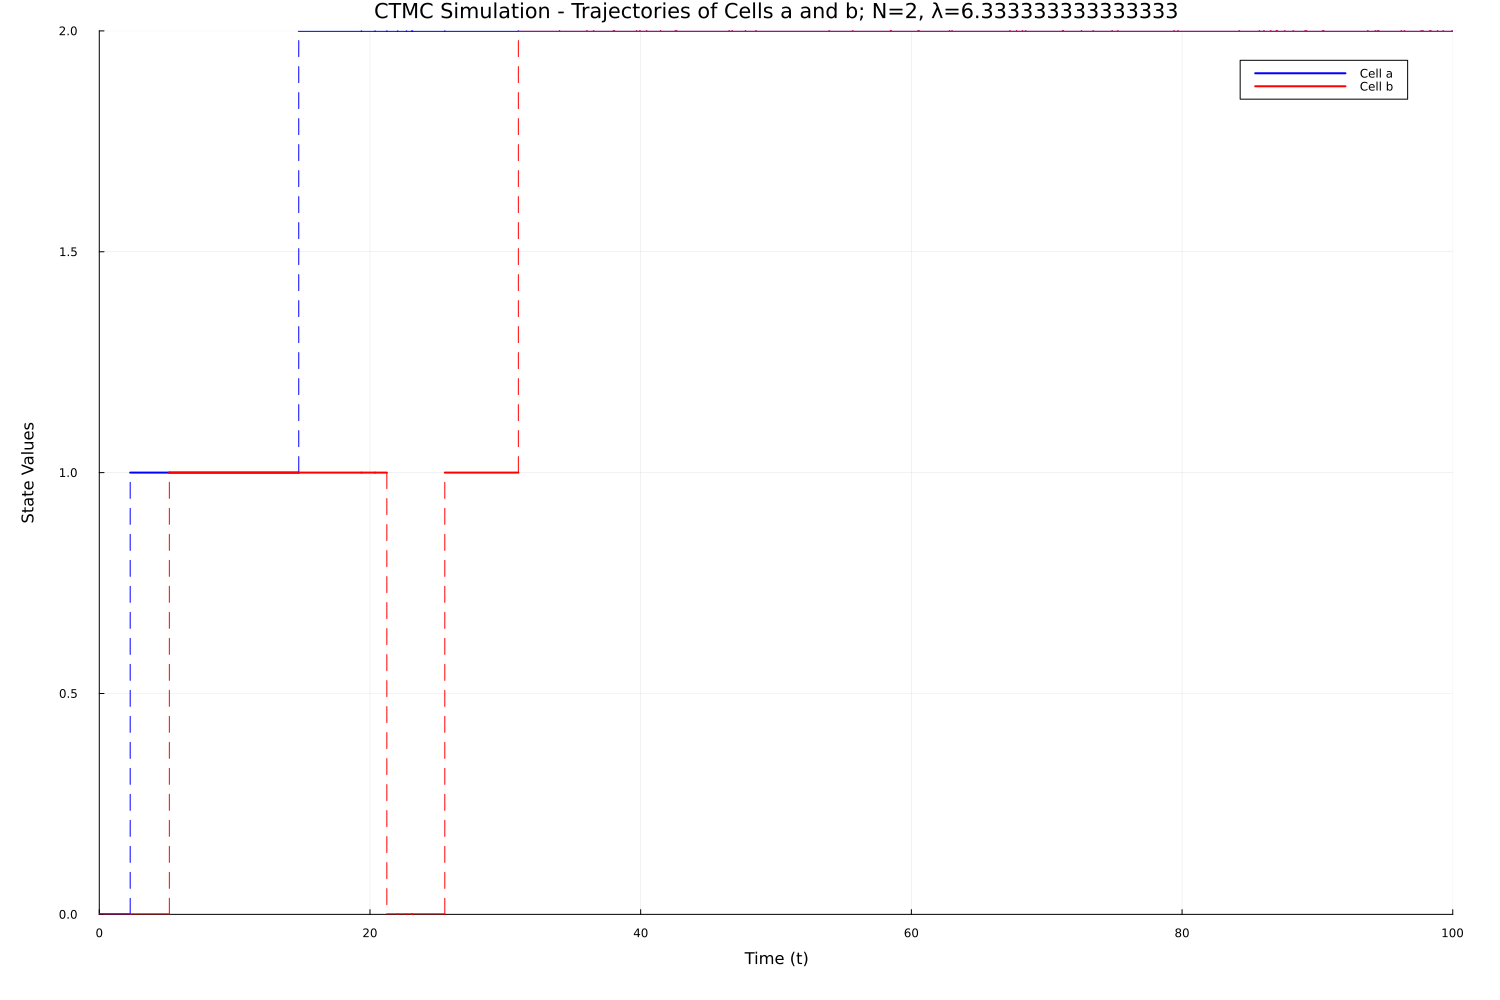 CTMC Simulation - Trajectories of Cells a and b; N=2, λ=6.333333333333333
2.0
Cell a
Cell b
1.5
1.0
State Values
0.5
0.0
0 20 40 60 80 100
Time (t)